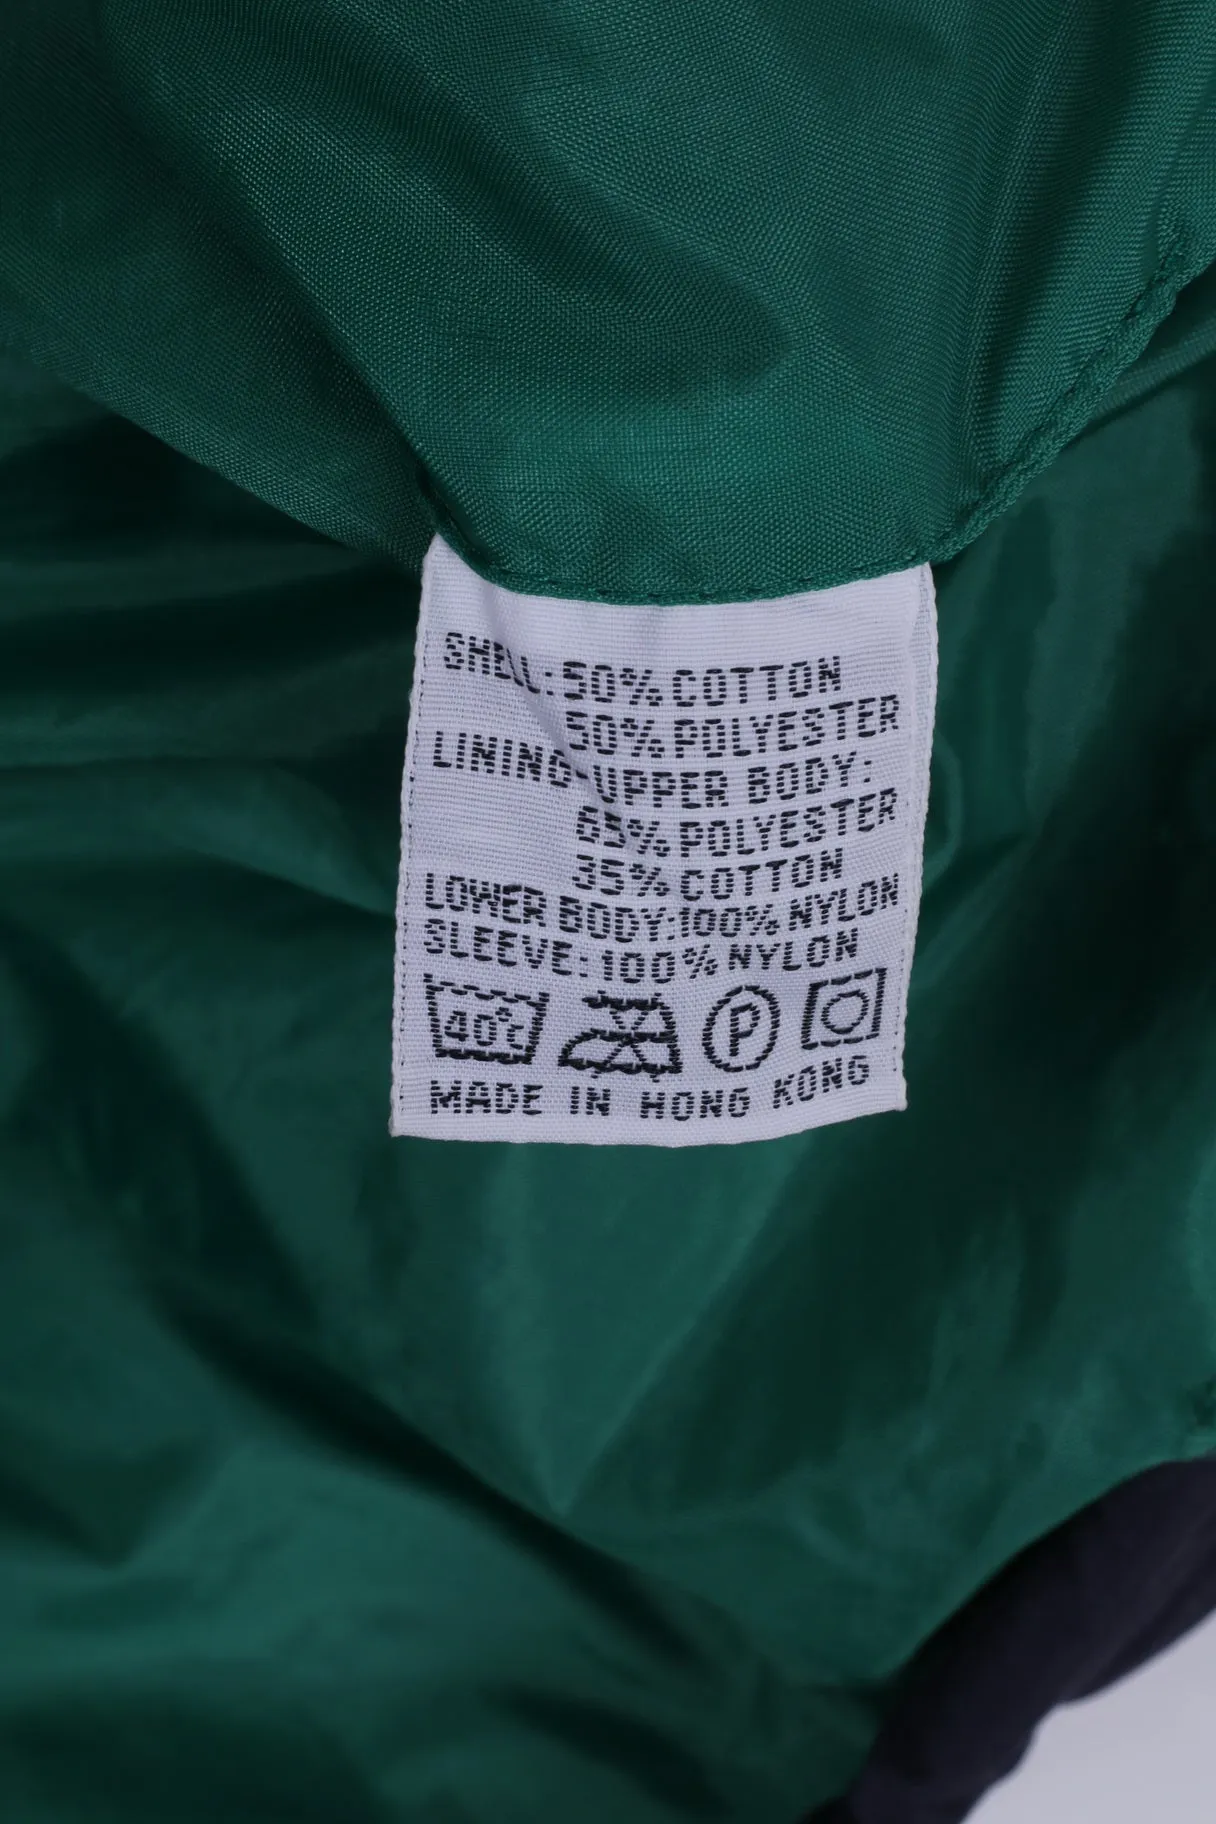 SHELL: 50% COTTON
50% POLYESTER
LINING-UPPER BODY:
65% POLYESTER
35% COTTON
LOWER BODY: 100% NYLON
SLEEVE: 100% NYLON
40°C P
MADE IN HONG KONG